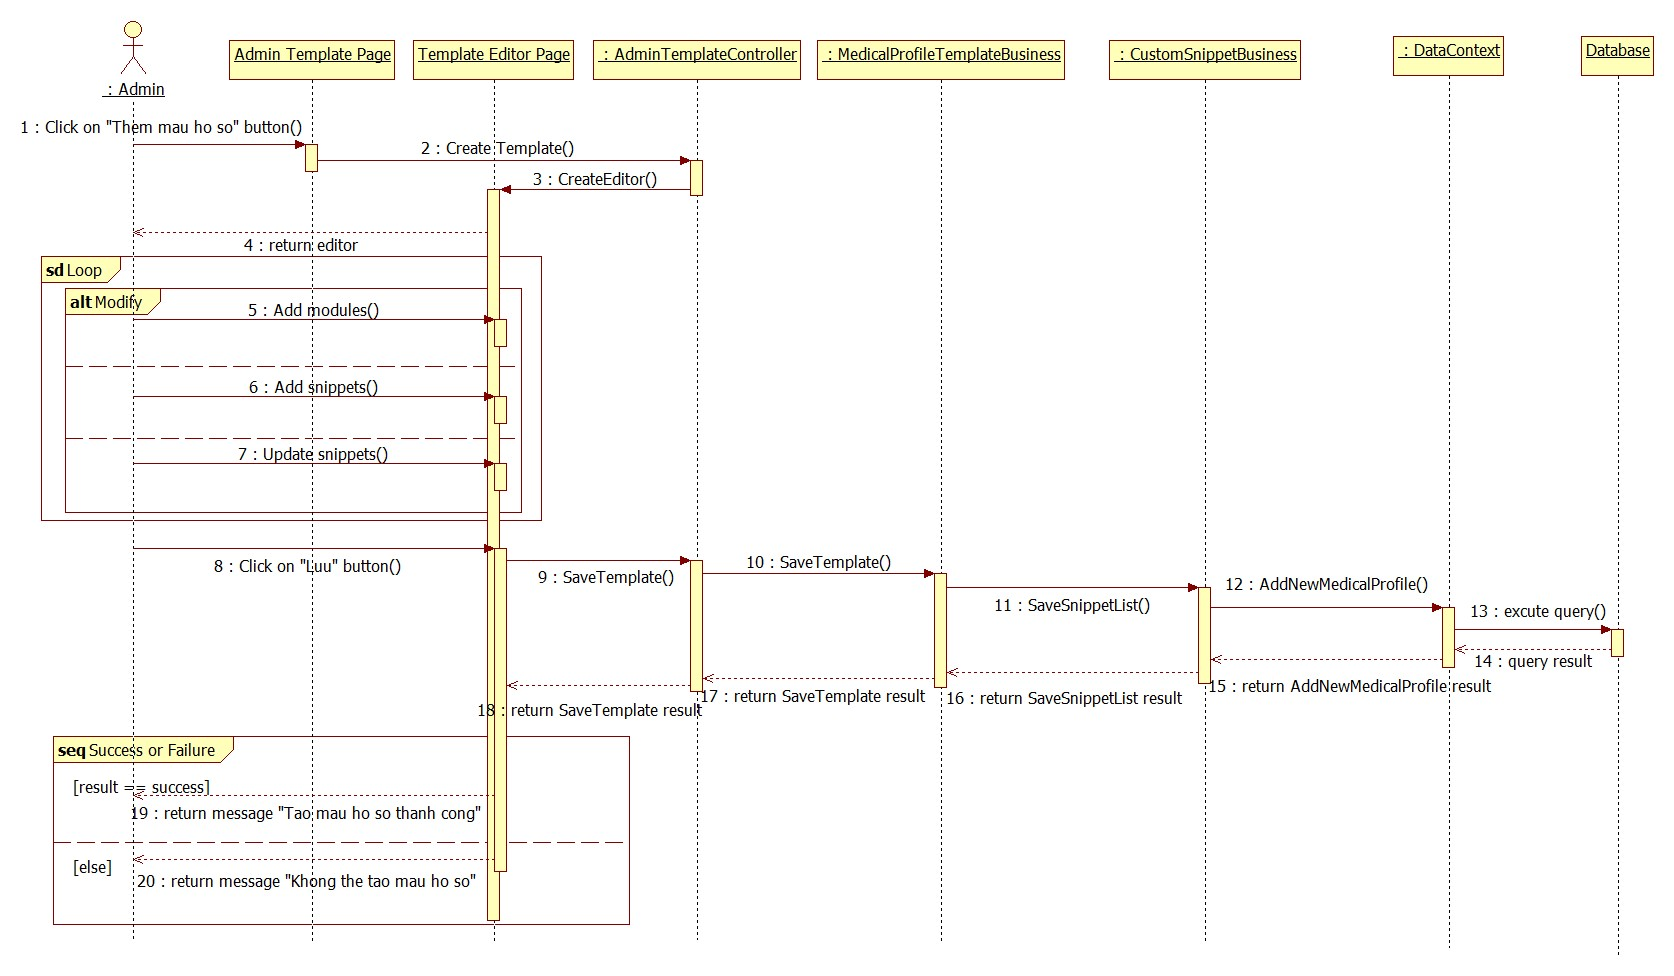 : Admin
Admin Template Page
Template Editor Page
: AdminTemplateController
: MedicalProfileTemplateBusiness
: CustomSnippetBusiness
: DataContext
Database
1 : Click on "Them mau ho so" button()
2 : Create Template()
3 : CreateEditor()
4 : return editor
sd Loop
alt Modify
5 : Add modules()
6 : Add snippets()
7 : Update snippets()
8 : Click on "Luu" button()
9 : SaveTemplate()
10 : SaveTemplate()
11 : SaveSnippetList()
12 : AddNewMedicalProfile()
13 : excute query()
14 : query result
15 : return AddNewMedicalProfile result
16 : return SaveSnippetList result
17 : return SaveTemplate result
18 : return SaveTemplate result
seq Success or Failure
[result == success]
19 : return message "Tao mau ho so thanh cong"
[else]
20 : return message "Khong the tao mau ho so"